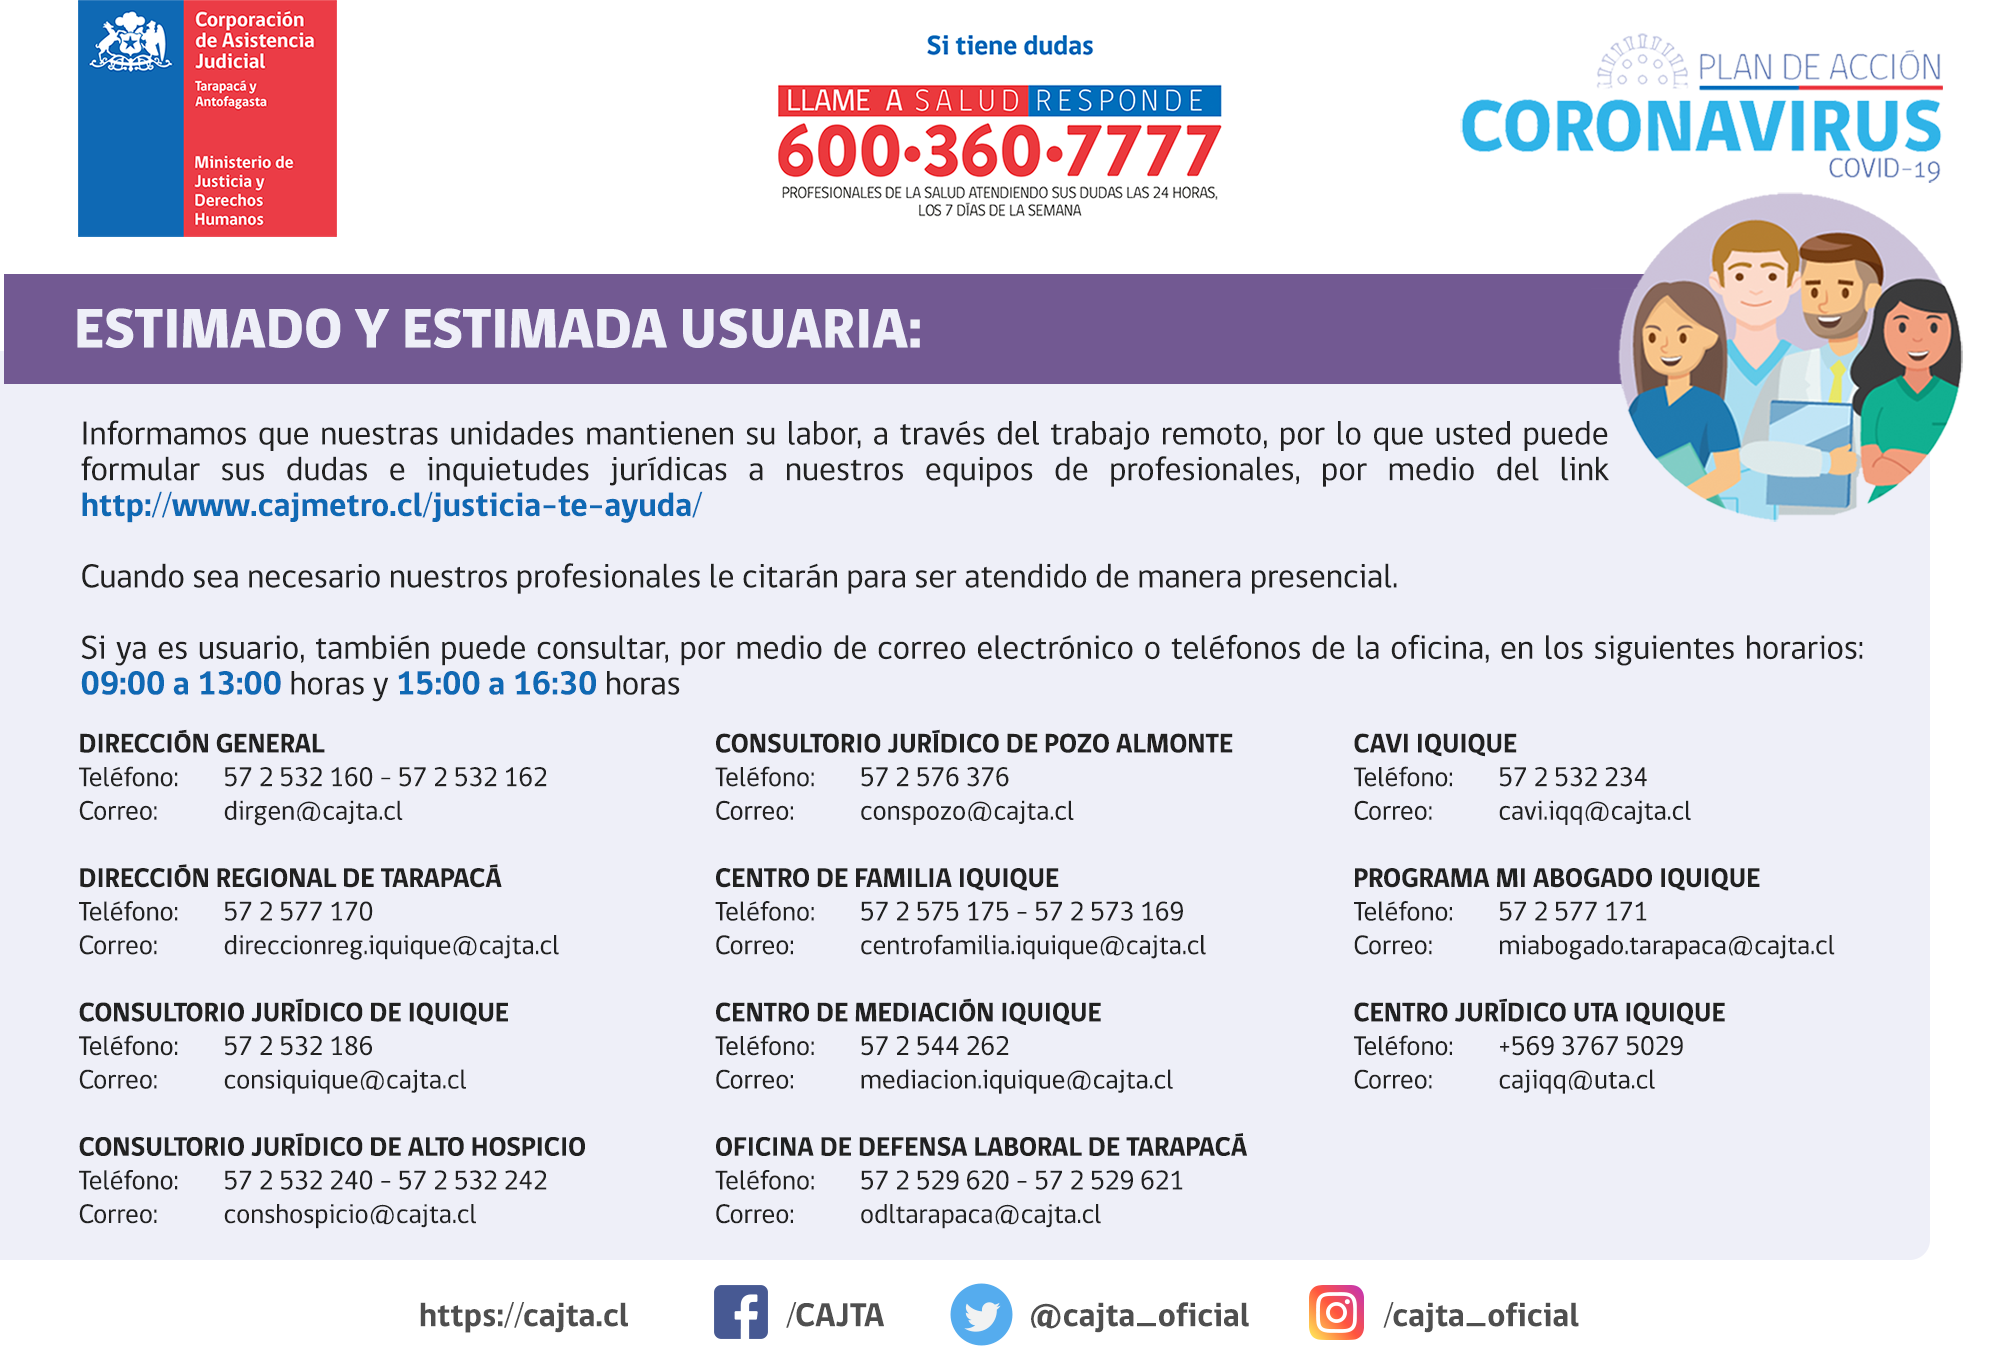 Corporación
de Asistencia
Judicial
Tarapacá y
Antofagasta
Ministerio de
Justicia y
Derechos
Humanos
Si tiene dudas
LLAME A SALUD RESPONDE
600•360•7777
PROFESIONALES DE LA SALUD ATENDIENDO SUS DUDAS LAS 24 HORAS,
LOS 7 DÍAS DE LA SEMANA
PLAN DE ACCIÓN
CORONAVIRUS
COVID-19
ESTIMADO Y ESTIMADA USUARIA:
Informamos que nuestras unidades mantienen su labor, a través del trabajo remoto, por lo que usted puede
formular sus dudas e inquietudes jurídicas a nuestros equipos de profesionales, por medio del link
http://www.cajmetro.cl/justicia-te-ayuda/
Cuando sea necesario nuestros profesionales le citarán para ser atendido de manera presencial.
Si ya es usuario, también puede consultar, por medio de correo electrónico o teléfonos de la oficina, en los siguientes horarios:
09:00 a 13:00 horas y 15:00 a 16:30 horas
DIRECCIÓN GENERAL
Teléfono: 57 2 532 160 - 57 2 532 162
Correo: dirgen@cajta.cl
DIRECCIÓN REGIONAL DE TARAPACÁ
Teléfono: 57 2 577 170
Correo: direccionreg.iquique@cajta.cl
CONSULTORIO JURÍDICO DE IQUIQUE
Teléfono: 57 2 532 186
Correo: consiquique@cajta.cl
CONSULTORIO JURÍDICO DE ALTO HOSPICIO
Teléfono: 57 2 532 240 - 57 2 532 242
Correo: conshospicio@cajta.cl
CONSULTORIO JURÍDICO DE POZO ALMONTE
Teléfono: 57 2 576 376
Correo: conspozo@cajta.cl
CENTRO DE FAMILIA IQUIQUE
Teléfono: 57 2 575 175 - 57 2 573 169
Correo: centrofamilia.iquique@cajta.cl
CENTRO DE MEDIACIÓN IQUIQUE
Teléfono: 57 2 544 262
Correo: mediacion.iquique@cajta.cl
OFICINA DE DEFENSA LABORAL DE TARAPACÁ
Teléfono: 57 2 529 620 - 57 2 529 621
Correo: odltarapaca@cajta.cl
CAVI IQUIQUE
Teléfono: 57 2 532 234
Correo: cavi.iqq@cajta.cl
PROGRAMA MI ABOGADO IQUIQUE
Teléfono: 57 2 577 171
Correo: miabogado.tarapaca@cajta.cl
CENTRO JURÍDICO UTA IQUIQUE
Teléfono: +569 3767 5029
Correo: cajiqq@uta.cl
https://cajta.cl /CAJTA @cajta_oficial /cajta_oficial